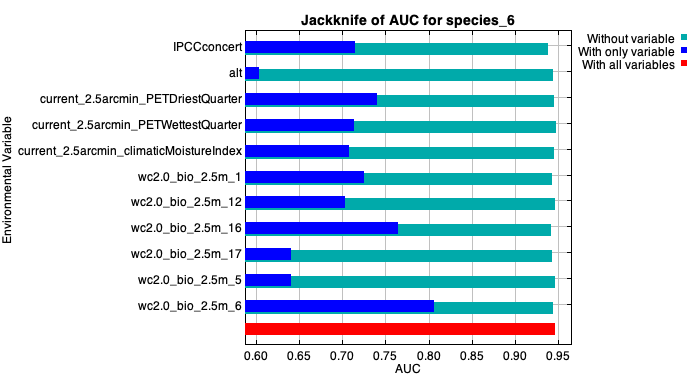 Jackknife of AUC for species_6
Without variable
With only variable
With all variables
Environmental Variable
IPCCconcert
alt
current_2.5arcmin_PETDriestQuarter
current_2.5arcmin_PETWettestQuarter
current_2.5arcmin_climaticMoistureIndex
wc2.0_bio_2.5m_1
wc2.0_bio_2.5m_12
wc2.0_bio_2.5m_16
wc2.0_bio_2.5m_17
wc2.0_bio_2.5m_5
wc2.0_bio_2.5m_6
0.60 0.65 0.70 0.75 0.80 0.85 0.90 0.95
AUC